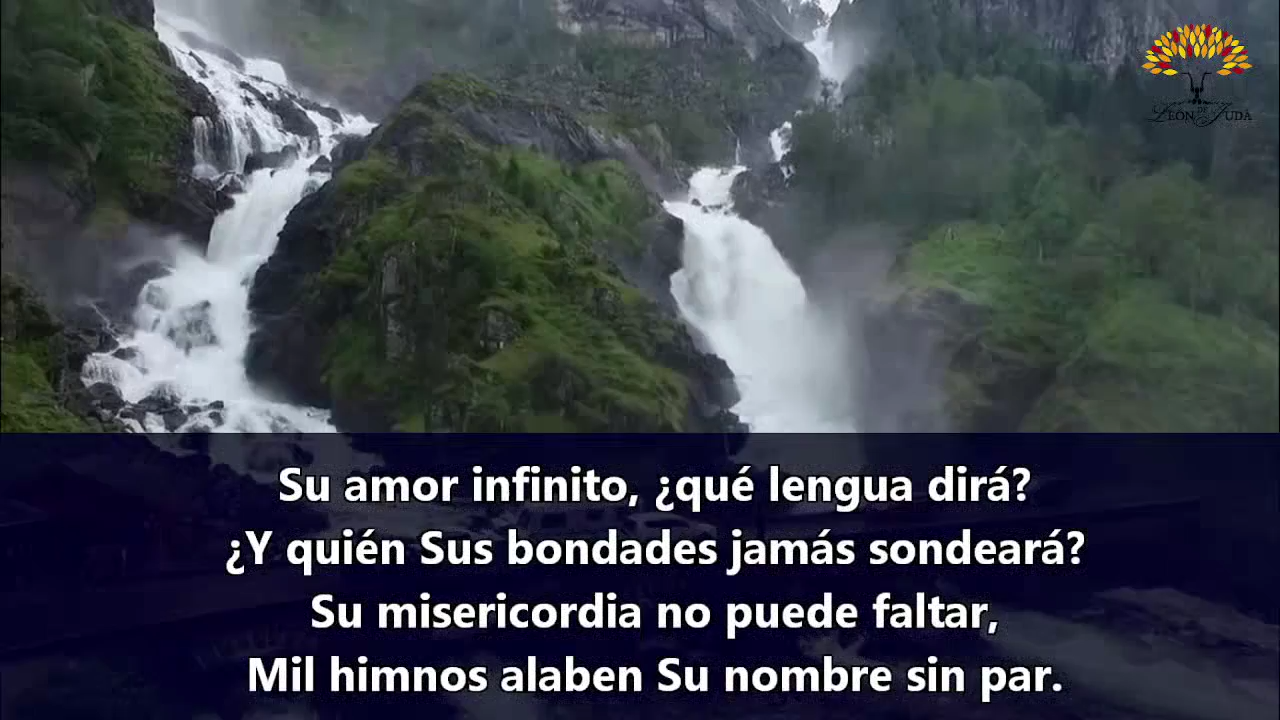 LEÓN DE JUDÁ
Su amor infinito, ¿qué lengua dirá?
¿Y quién Sus bondades jamás sondeará?
Su misericordia no puede faltar,
Mil himnos alaben Su nombre sin par.